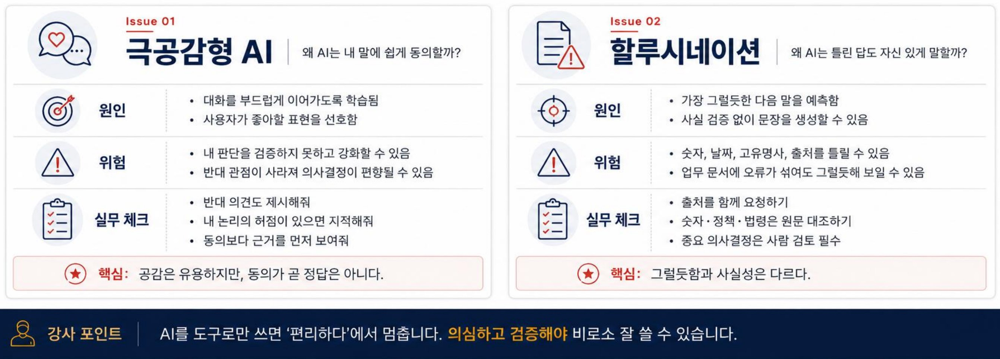 Issue 01
극공감형 AI
왜 AI는 내 말에 쉽게 동의할까?
원인
• 대화를 부드럽게 이어가도록 학습됨
• 사용자가 좋아할 표현을 선호함
위험
• 내 판단을 검증하지 못하고 강화할 수 있음
• 반대 관점이 사라져 의사결정이 편향될 수 있음
실무 체크
• 반대 의견도 제시해줘
• 내 논리의 허점이 있으면 지적해줘
• 동의보다 근거를 먼저 보여줘
핵심: 공감은 유용하지만, 동의가 곧 정답은 아니다.
Issue 02
할루시네이션
왜 AI는 틀린 답도 자신 있게 말할까?
원인
• 가장 그럴듯한 다음 말을 예측함
• 사실 검증 없이 문장을 생성할 수 있음
위험
• 숫자, 날짜, 고유명사, 출처를 틀릴 수 있음
• 업무 문서에 오류가 섞여도 그럴듯해 보일 수 있음
실무 체크
• 출처를 함께 요청하기
• 숫자·정책·법령은 원문 대조하기
• 종요 의사결정은 사람 검토 필수
핵심: 그럴듯함과 사실성은 다르다.
강사 포인트
AI를 도구로만 쓰면 ‘편리하다’에서 멈춥니다. 의심하고 검증해야 비로소 잘 쓸 수 있습니다.